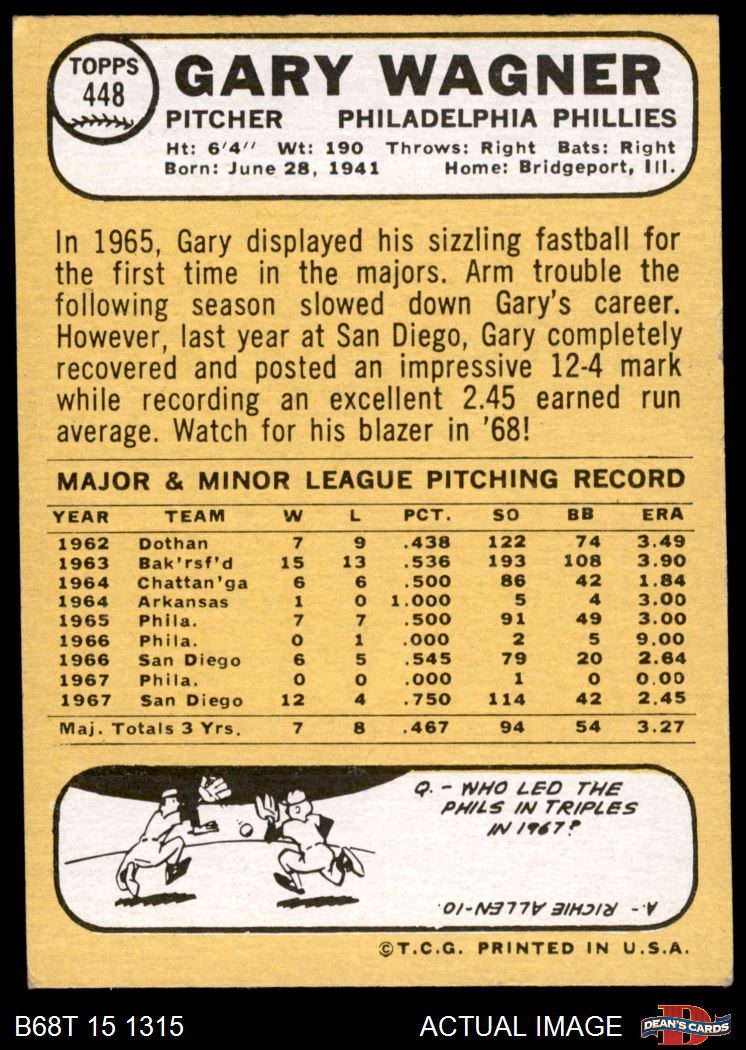 TOPPS
448
GARY WAGNER
PITCHER PHILADELPHIA PHILLIES
Ht: 6'4" Wt: 190 Throws: Right Bats: Right
Born: June 28, 1941 Home: Bridgeport, Ill.
In 1965, Gary displayed his sizzling fastball for
the first time in the majors. Arm trouble the
following season slowed down Gary's career.
However, last year at San Diego, Gary completely
recovered and posted an impressive 12-4 mark
while recording an excellent 2.45 earned run
average. Watch for his blazer in '68!
MAJOR & MINOR LEAGUE PITCHING RECORD
YEAR TEAM W L PCT. SO BB ERA
1962 Dothan 7 9 .438 122 74 3.49
1963 Bak'rsf'd 15 13 .536 193 108 3.90
1964 Chattan'ga 6 6 .500 86 42 1.84
1964 Arkansas 1 0 1.000 5 4 3.00
1965 Phila. 7 7 .500 91 49 3.00
1966 Phila. 0 1 .000 2 5 9.00
1966 San Diego 6 5 .545 79 20 2.64
1967 Phila. 0 0 .000 1 0 0.00
1967 San Diego 12 4 .750 114 42 2.45
Maj. Totals 3 Yrs. 7 8 .467 94 54 3.27
Q. - WHO LED THE
PHILS IN TRIPLES
IN 1967?
A. - RICHIE ALLEN-10.
©T.C.G. PRINTED IN U.S.A.
B68T 15 1315 ACTUAL IMAGE DEAN'S CARDS